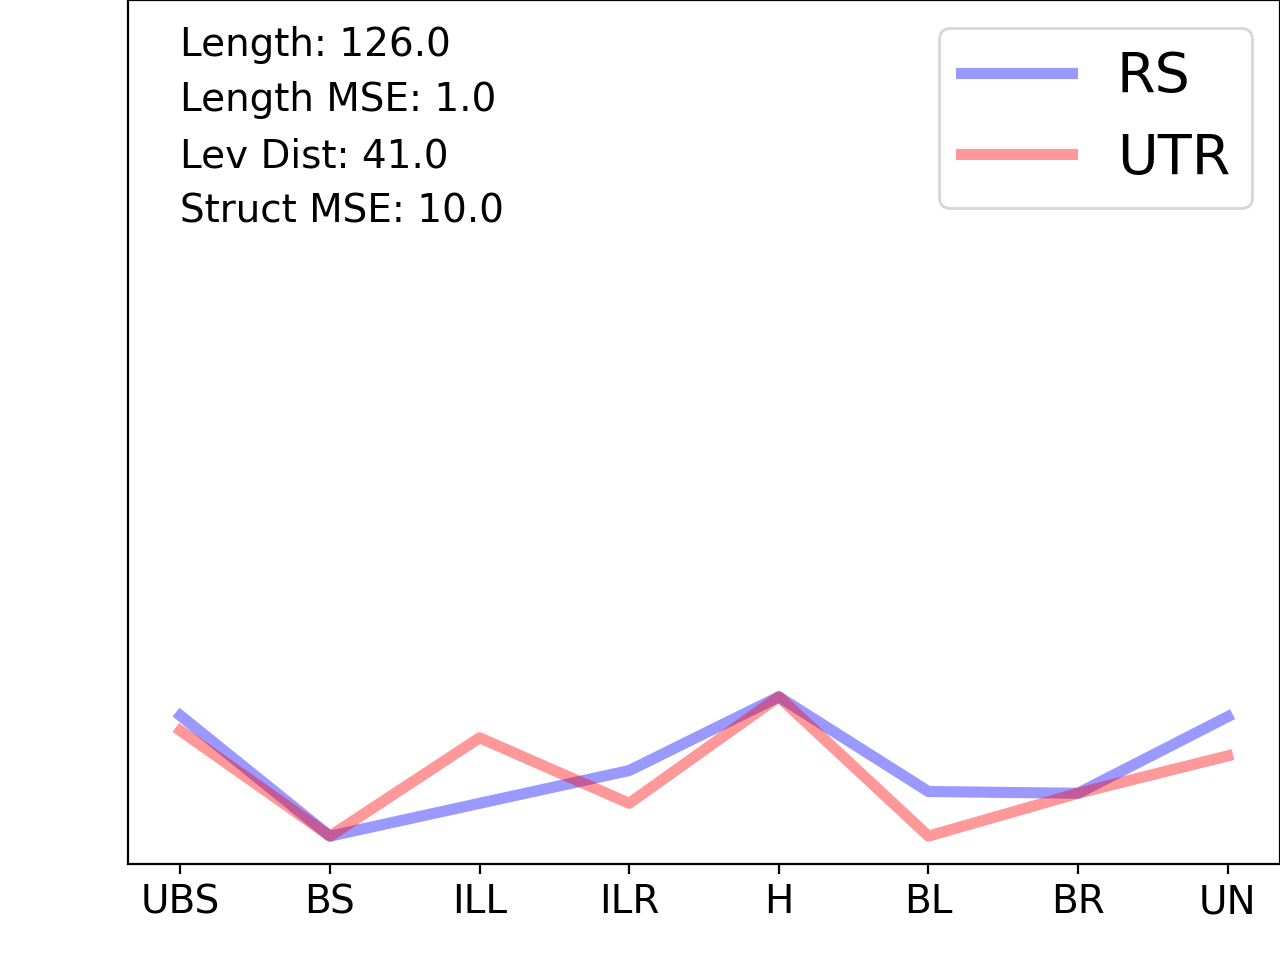 Length: 126.0
Length MSE: 1.0
Lev Dist: 41.0
Struct MSE: 10.0
RS
UTR
UBS BS ILL ILR H BL BR UN